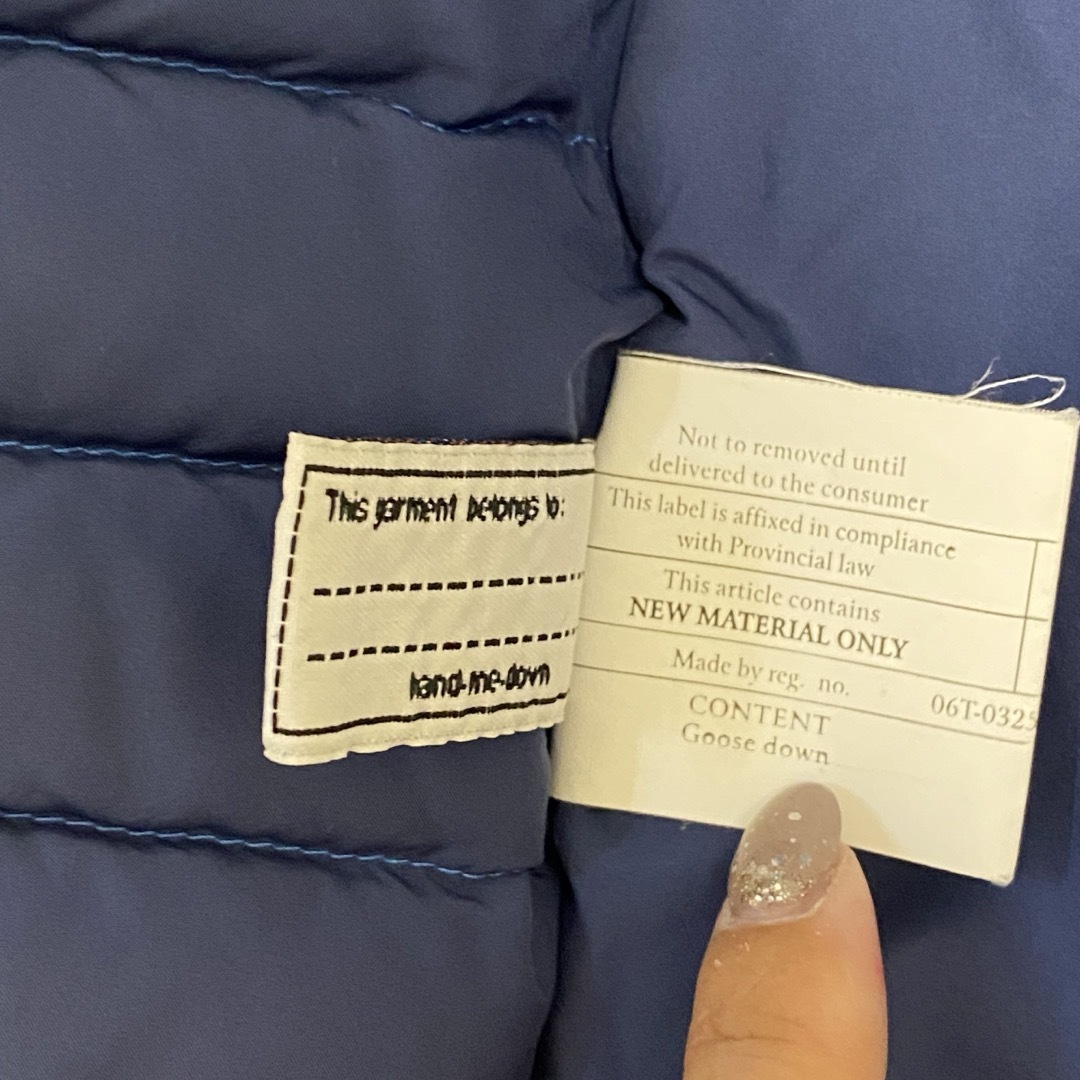 This garment belongs to:
hand-me-down
Not to removed until
delivered to the consumer
This label is affixed in compliance
with Provincial law
This article contains
NEW MATERIAL ONLY
Made by reg. no. 06T-0325
CONTENT
Goose down